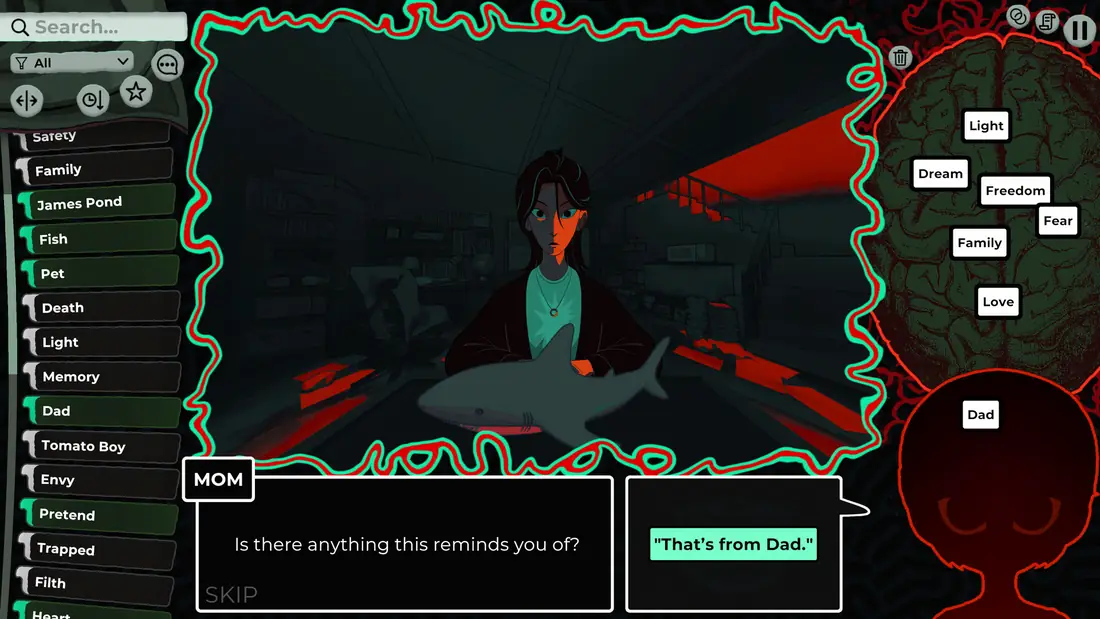 Search...
All
Safety
Family
James Pond
Fish
Pet
Death
Light
Memory
Dad
Tomato Boy
Envy
Pretend
Trapped
Filth
Heart
MOM
Is there anything this reminds you of?
SKIP
"That’s from Dad."
Light
Dream
Freedom
Fear
Family
Love
Dad